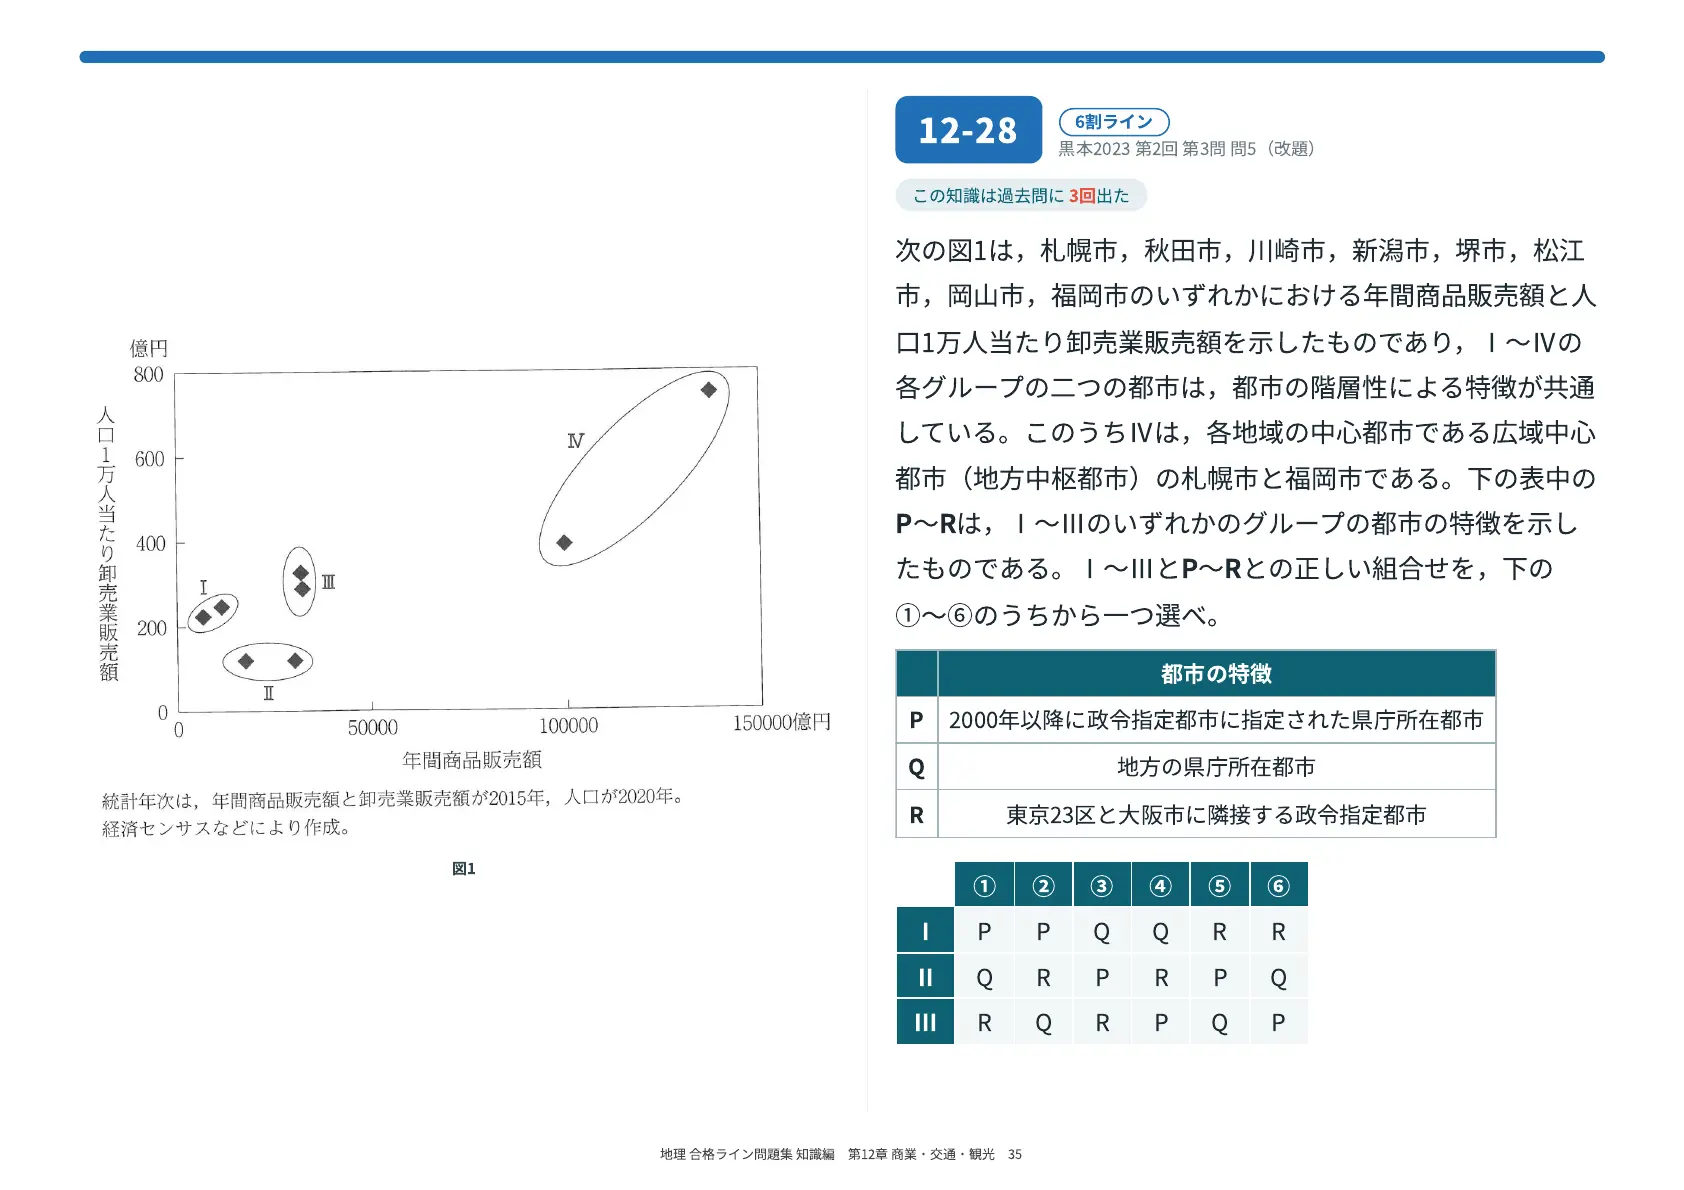 億円
800
600
400
200
0
人口1万人当たり卸売業販売額
Ⅰ
Ⅱ
Ⅲ
Ⅳ
0
50000
100000
150000億円
年間商品販売額
統計年次は，年間商品販売額と卸売業販売額が2015年，人口が2020年。
経済センサスなどにより作成。
図1
12-28
6割ライン
黒本2023 第2回 第3問 問5（改題）
この知識は過去問に 3回出た
次の図1は，札幌市，秋田市，川崎市，新潟市，堺市，松江
市，岡山市，福岡市のいずれかにおける年間商品販売額と人
口1万人当たり卸売業販売額を示したものであり，Ⅰ～Ⅳの
各グループの二つの都市は，都市の階層性による特徴が共通
している。このうちⅣは，各地域の中心都市である広域中心
都市（地方中枢都市）の札幌市と福岡市である。下の表中の
P～Rは，Ⅰ～Ⅲのいずれかのグループの都市の特徴を示し
たものである。Ⅰ～ⅢとP～Rとの正しい組合せを，下の
①～⑥のうちから一つ選べ。
都市の特徴
P 2000年以降に政令指定都市に指定された県庁所在都市
Q 地方の県庁所在都市
R 東京23区と大阪市に隣接する政令指定都市
① ② ③ ④ ⑤ ⑥
Ⅰ P P Q Q R R
Ⅱ Q R P R P Q
Ⅲ R Q R P Q P
地理 合格ライン問題集 知識編　第12章 商業・交通・観光　35